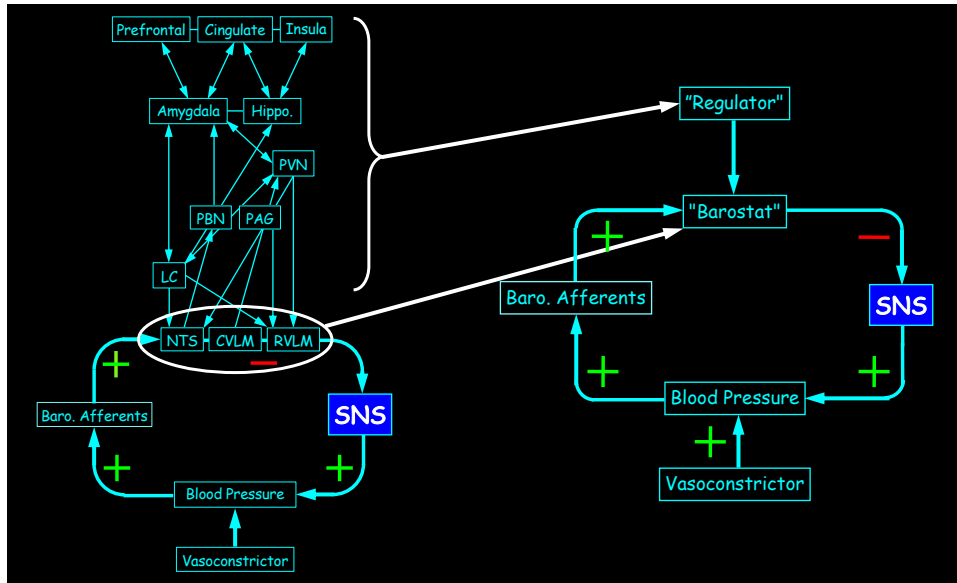 Prefrontal
Cingulate
Insula
Amygdala
Hippo.
PVN
PBN
PAG
LC
NTS
CVLM
RVLM
−
+
Baro. Afferents
SNS
+
+
Blood Pressure
Vasoconstrictor
"Regulator"
"Barostat"
+
−
Baro. Afferents
SNS
+
+
Blood Pressure
+
Vasoconstrictor